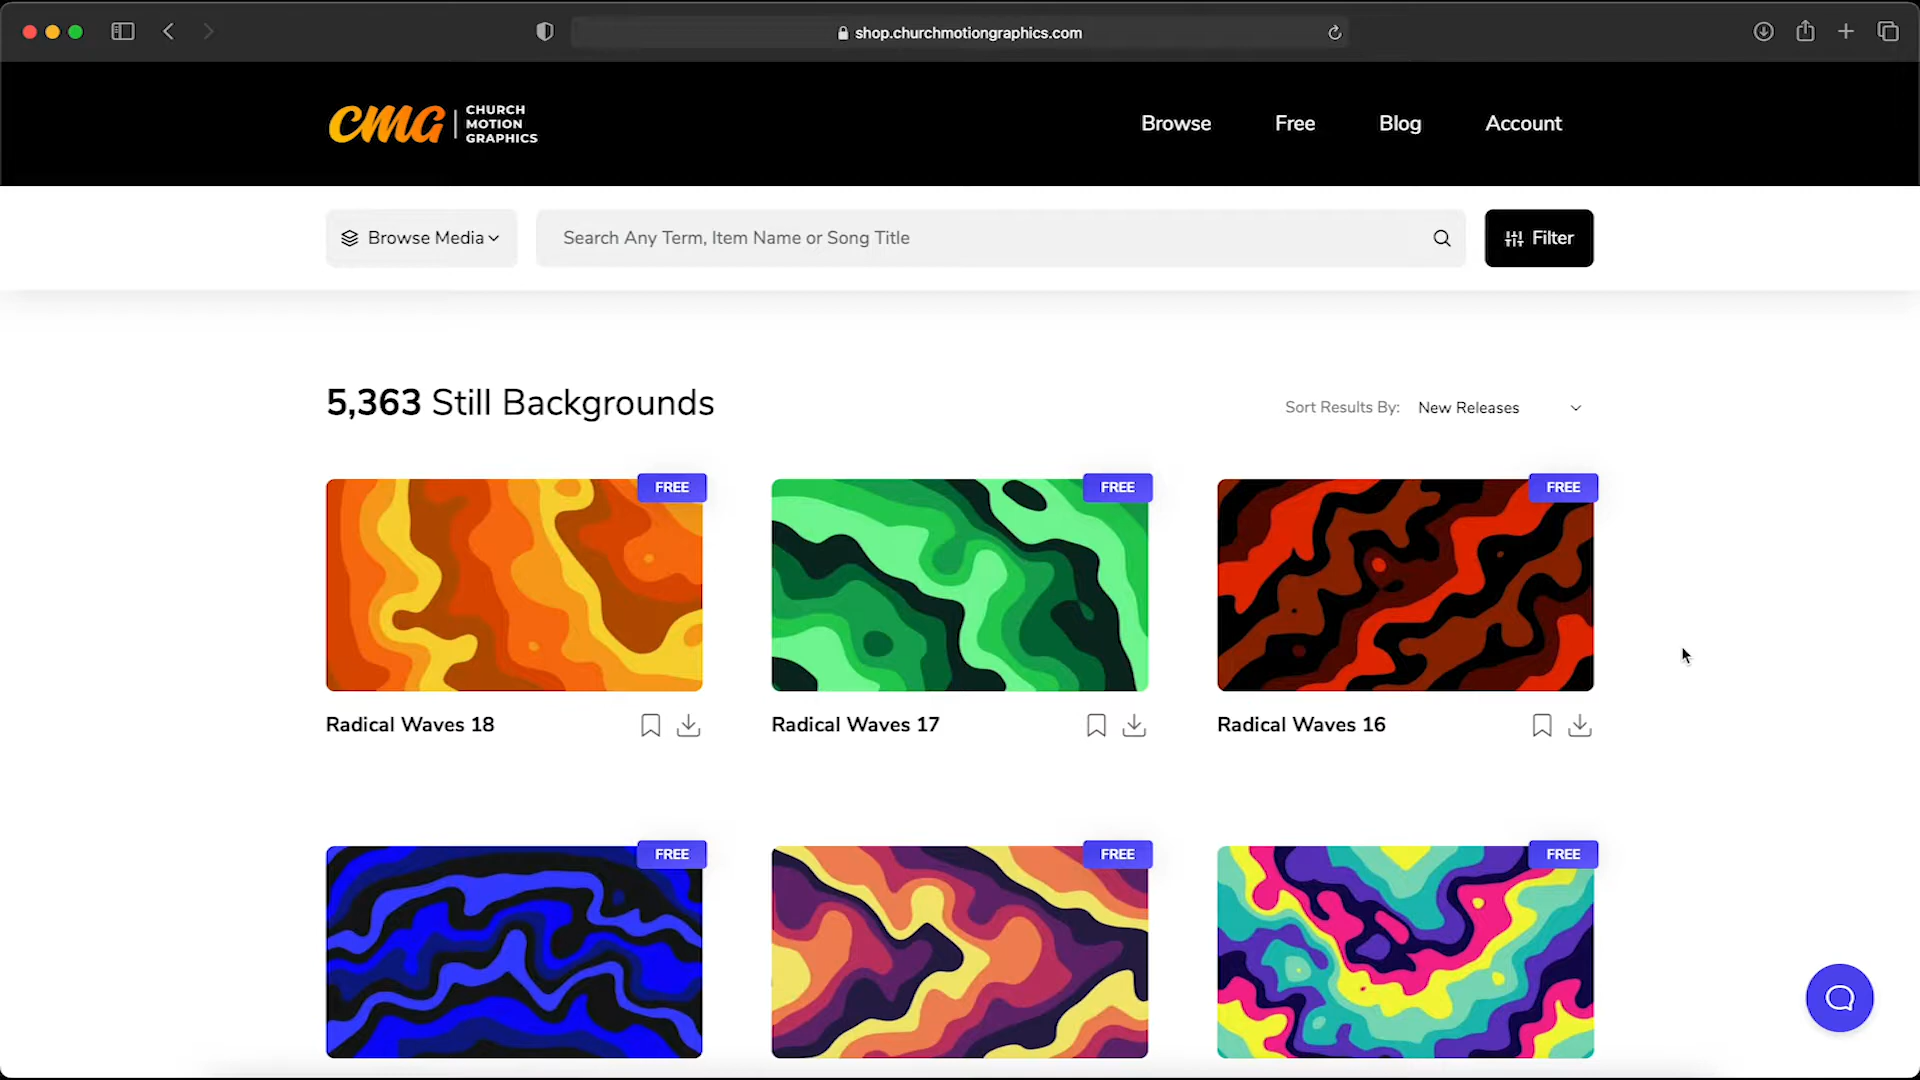 shop.churchmotiongraphics.com
CMG
CHURCH
MOTION
GRAPHICS
Browse
Free
Blog
Account
Browse Media
Search Any Term, Item Name or Song Title
Filter
5,363 Still Backgrounds
Sort Results By: New Releases
FREE
FREE
FREE
Radical Waves 18
Radical Waves 17
Radical Waves 16
FREE
FREE
FREE